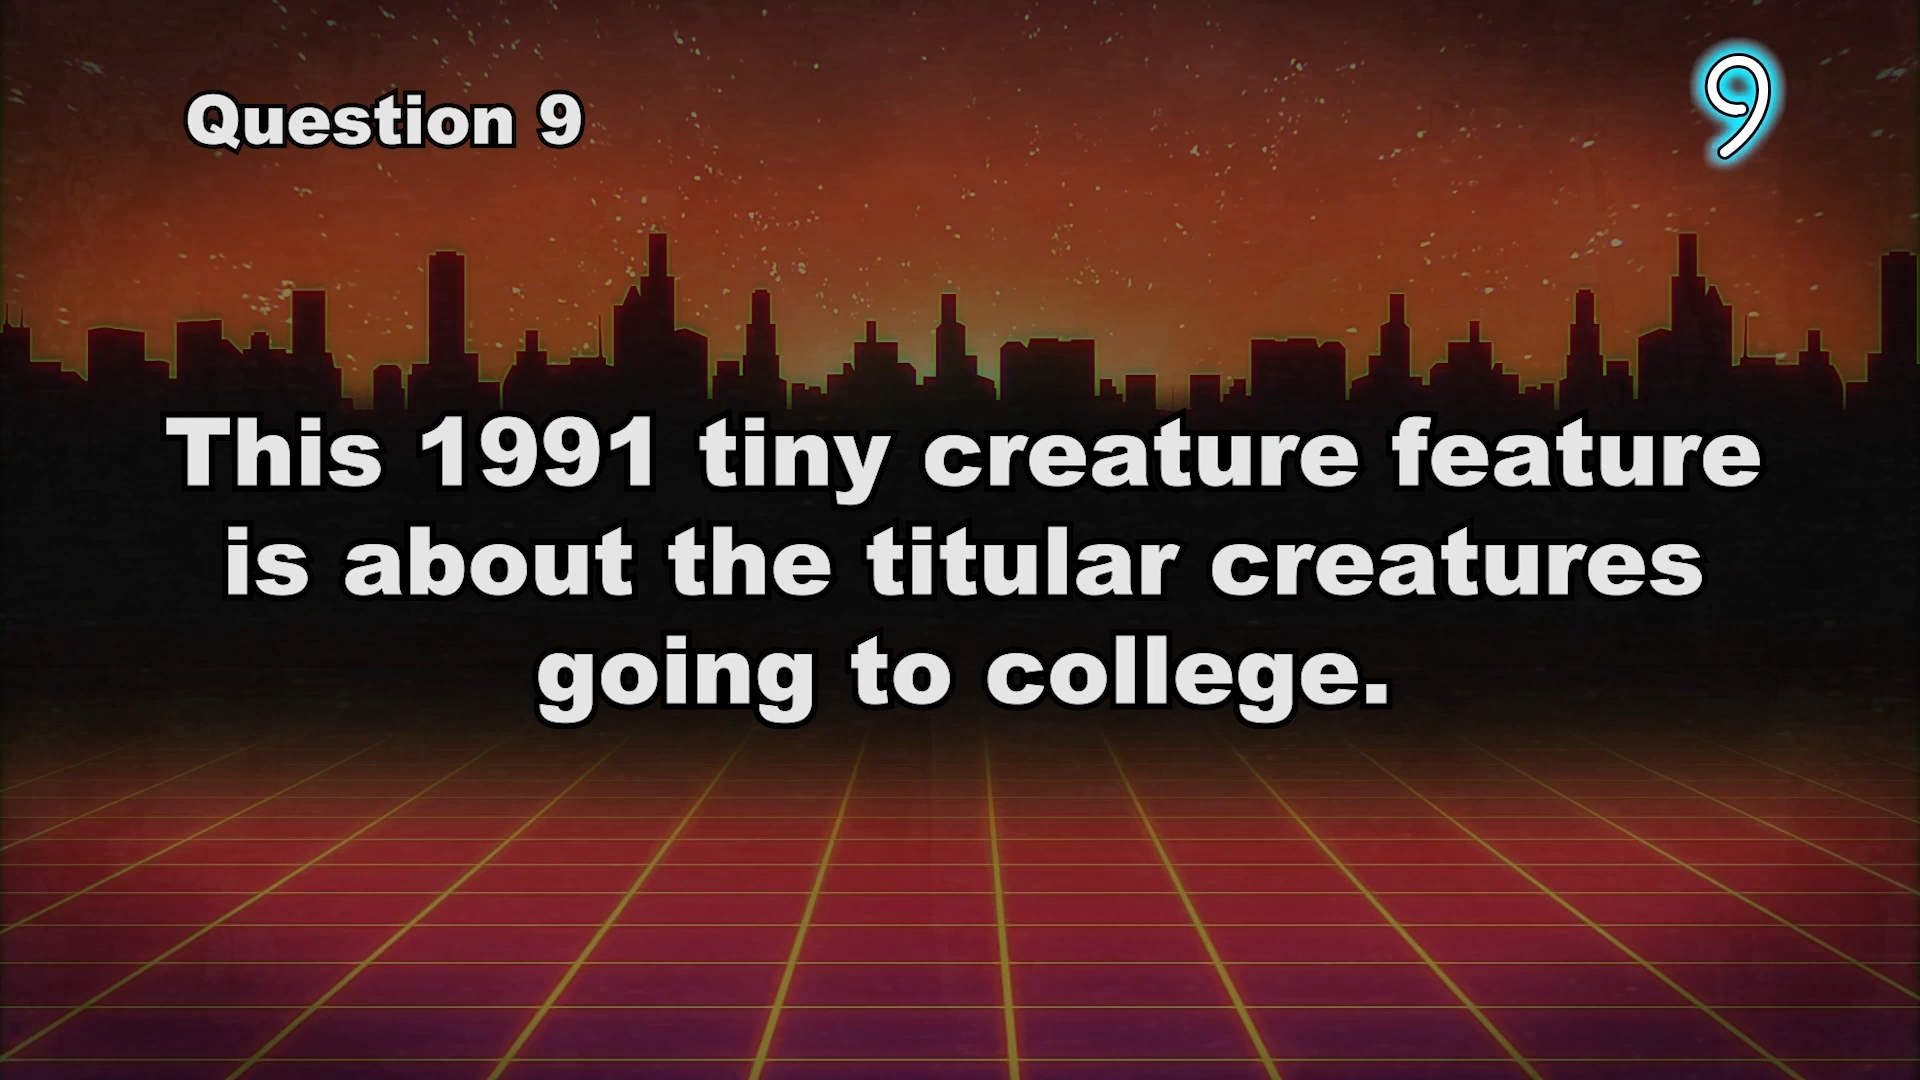 Question 9
9
This 1991 tiny creature feature
is about the titular creatures
going to college.